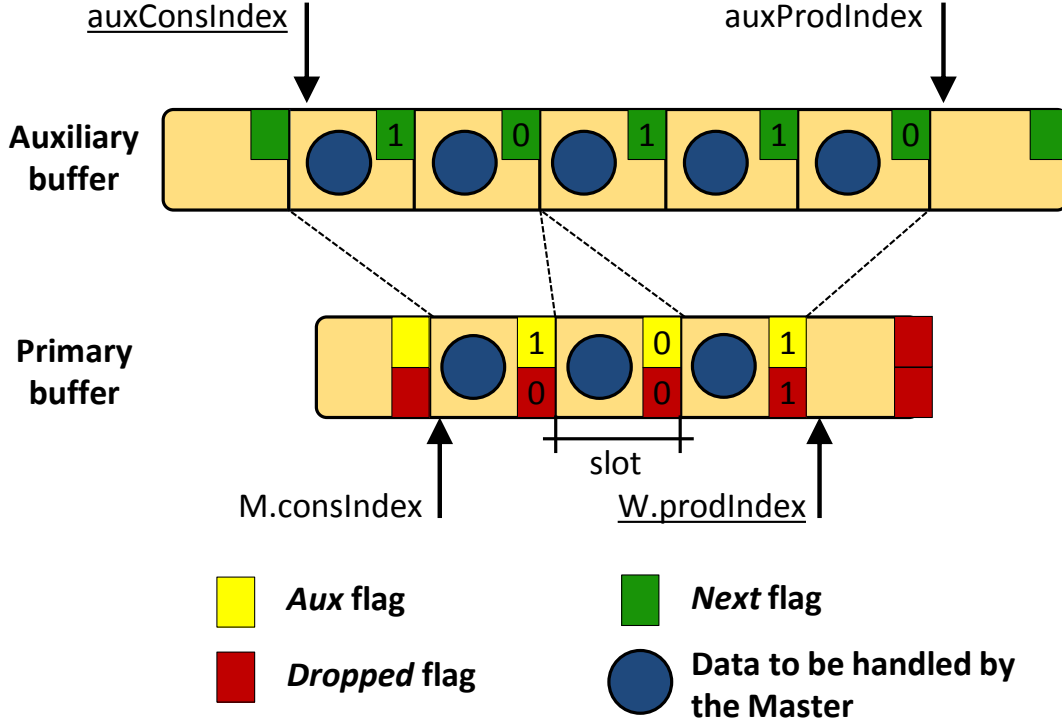 auxConsIndex
auxProdIndex
Auxiliary
buffer
1
0
1
1
0
Primary
buffer
1
0
1
0
0
1
slot
M.consIndex
W.prodIndex
Aux flag
Next flag
Dropped flag
Data to be handled by
the Master